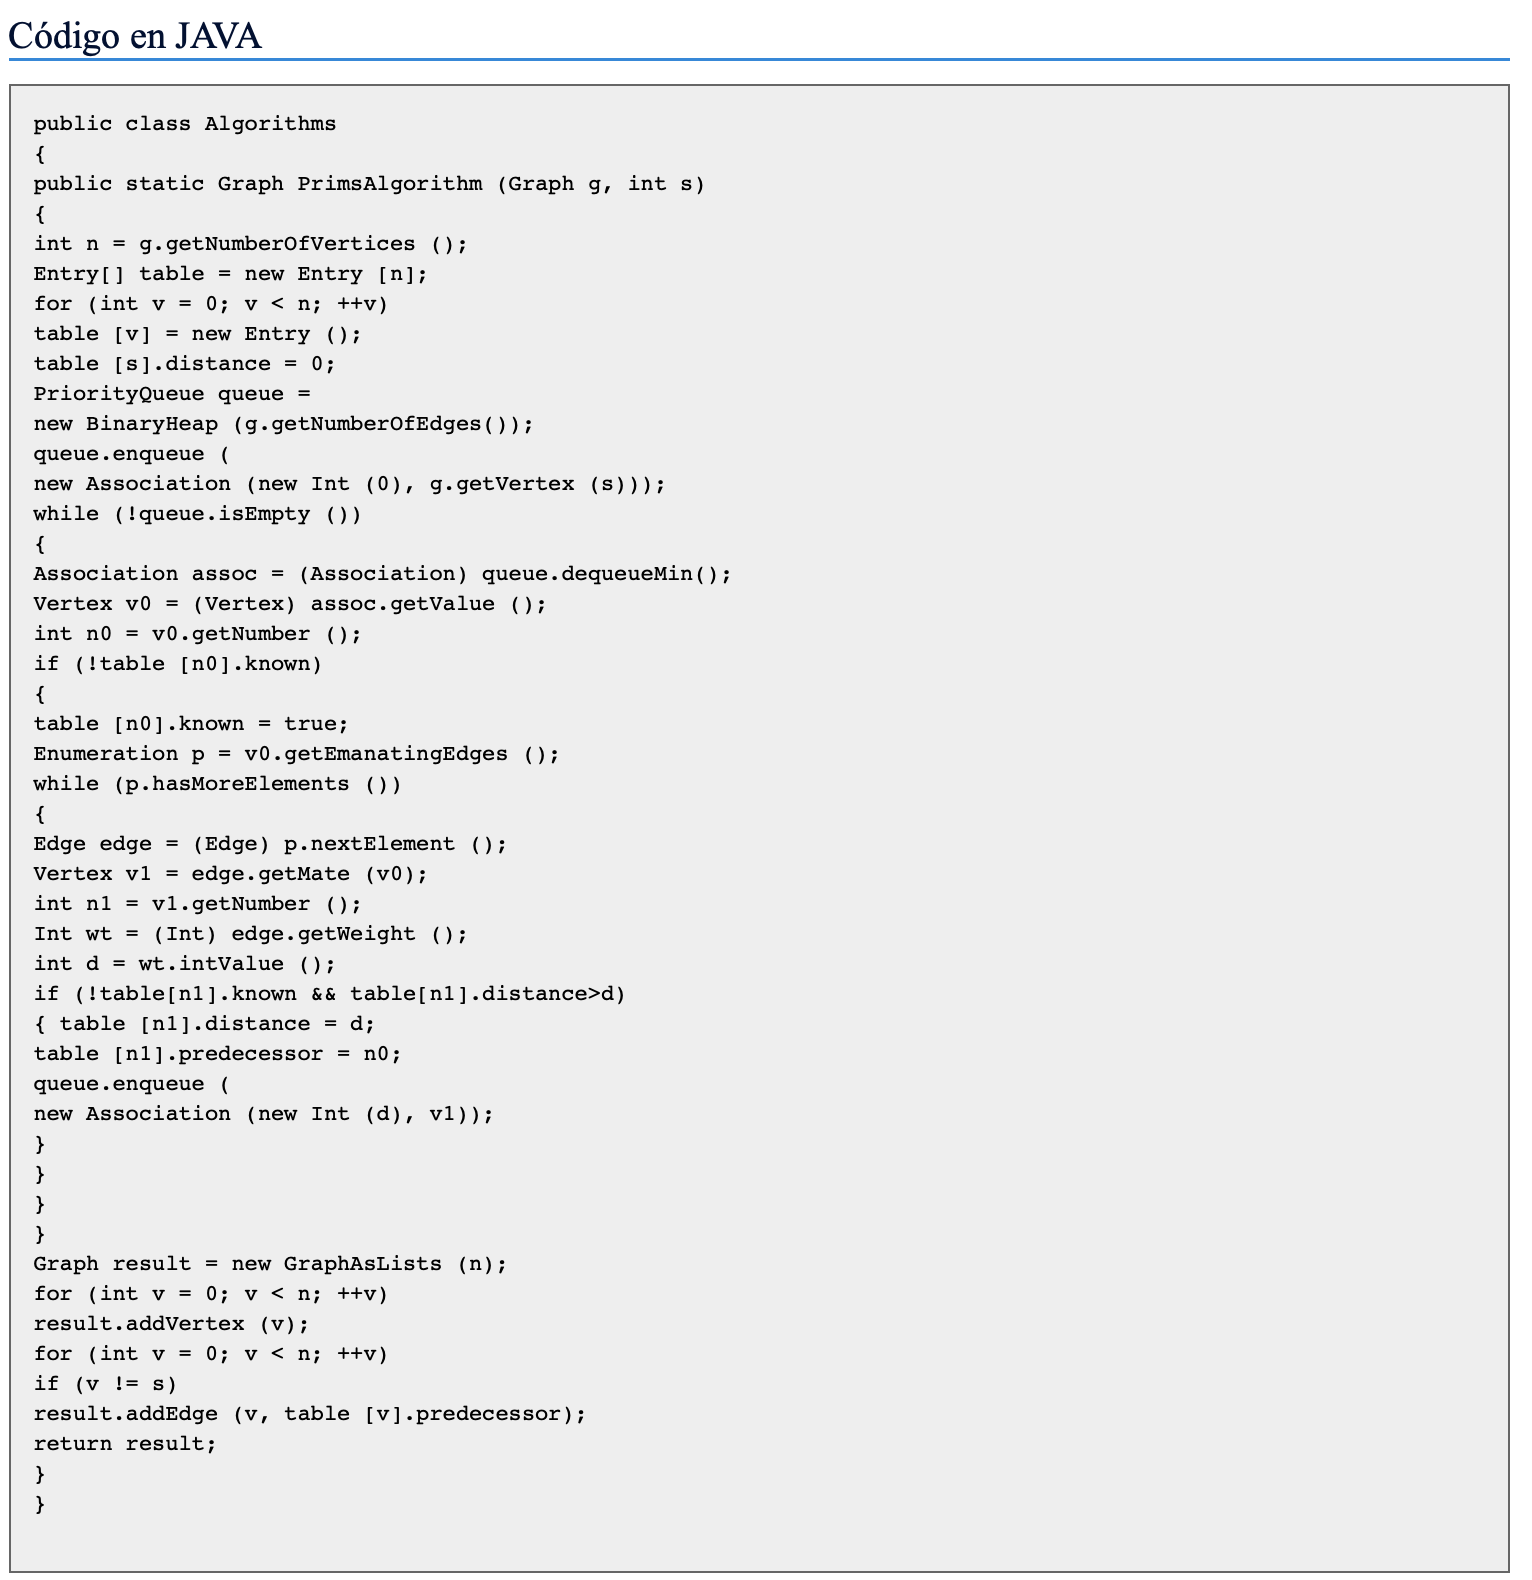 Código en JAVA
public class Algorithms
{
public static Graph PrimsAlgorithm (Graph g, int s)
{
int n = g.getNumberOfVertices ();
Entry[] table = new Entry [n];
for (int v = 0; v < n; ++v)
table [v] = new Entry ();
table [s].distance = 0;
PriorityQueue queue =
new BinaryHeap (g.getNumberOfEdges());
queue.enqueue (
new Association (new Int (0), g.getVertex (s)));
while (!queue.isEmpty ())
{
Association assoc = (Association) queue.dequeueMin();
Vertex v0 = (Vertex) assoc.getValue ();
int n0 = v0.getNumber ();
if (!table [n0].known)
{
table [n0].known = true;
Enumeration p = v0.getEmanatingEdges ();
while (p.hasMoreElements ())
{
Edge edge = (Edge) p.nextElement ();
Vertex v1 = edge.getMate (v0);
int n1 = v1.getNumber ();
Int wt = (Int) edge.getWeight ();
int d = wt.intValue ();
if (!table[n1].known && table[n1].distance>d)
{ table [n1].distance = d;
table [n1].predecessor = n0;
queue.enqueue (
new Association (new Int (d), v1));
}
}
}
}
Graph result = new GraphAsLists (n);
for (int v = 0; v < n; ++v)
result.addVertex (v);
for (int v = 0; v < n; ++v)
if (v != s)
result.addEdge (v, table [v].predecessor);
return result;
}
}